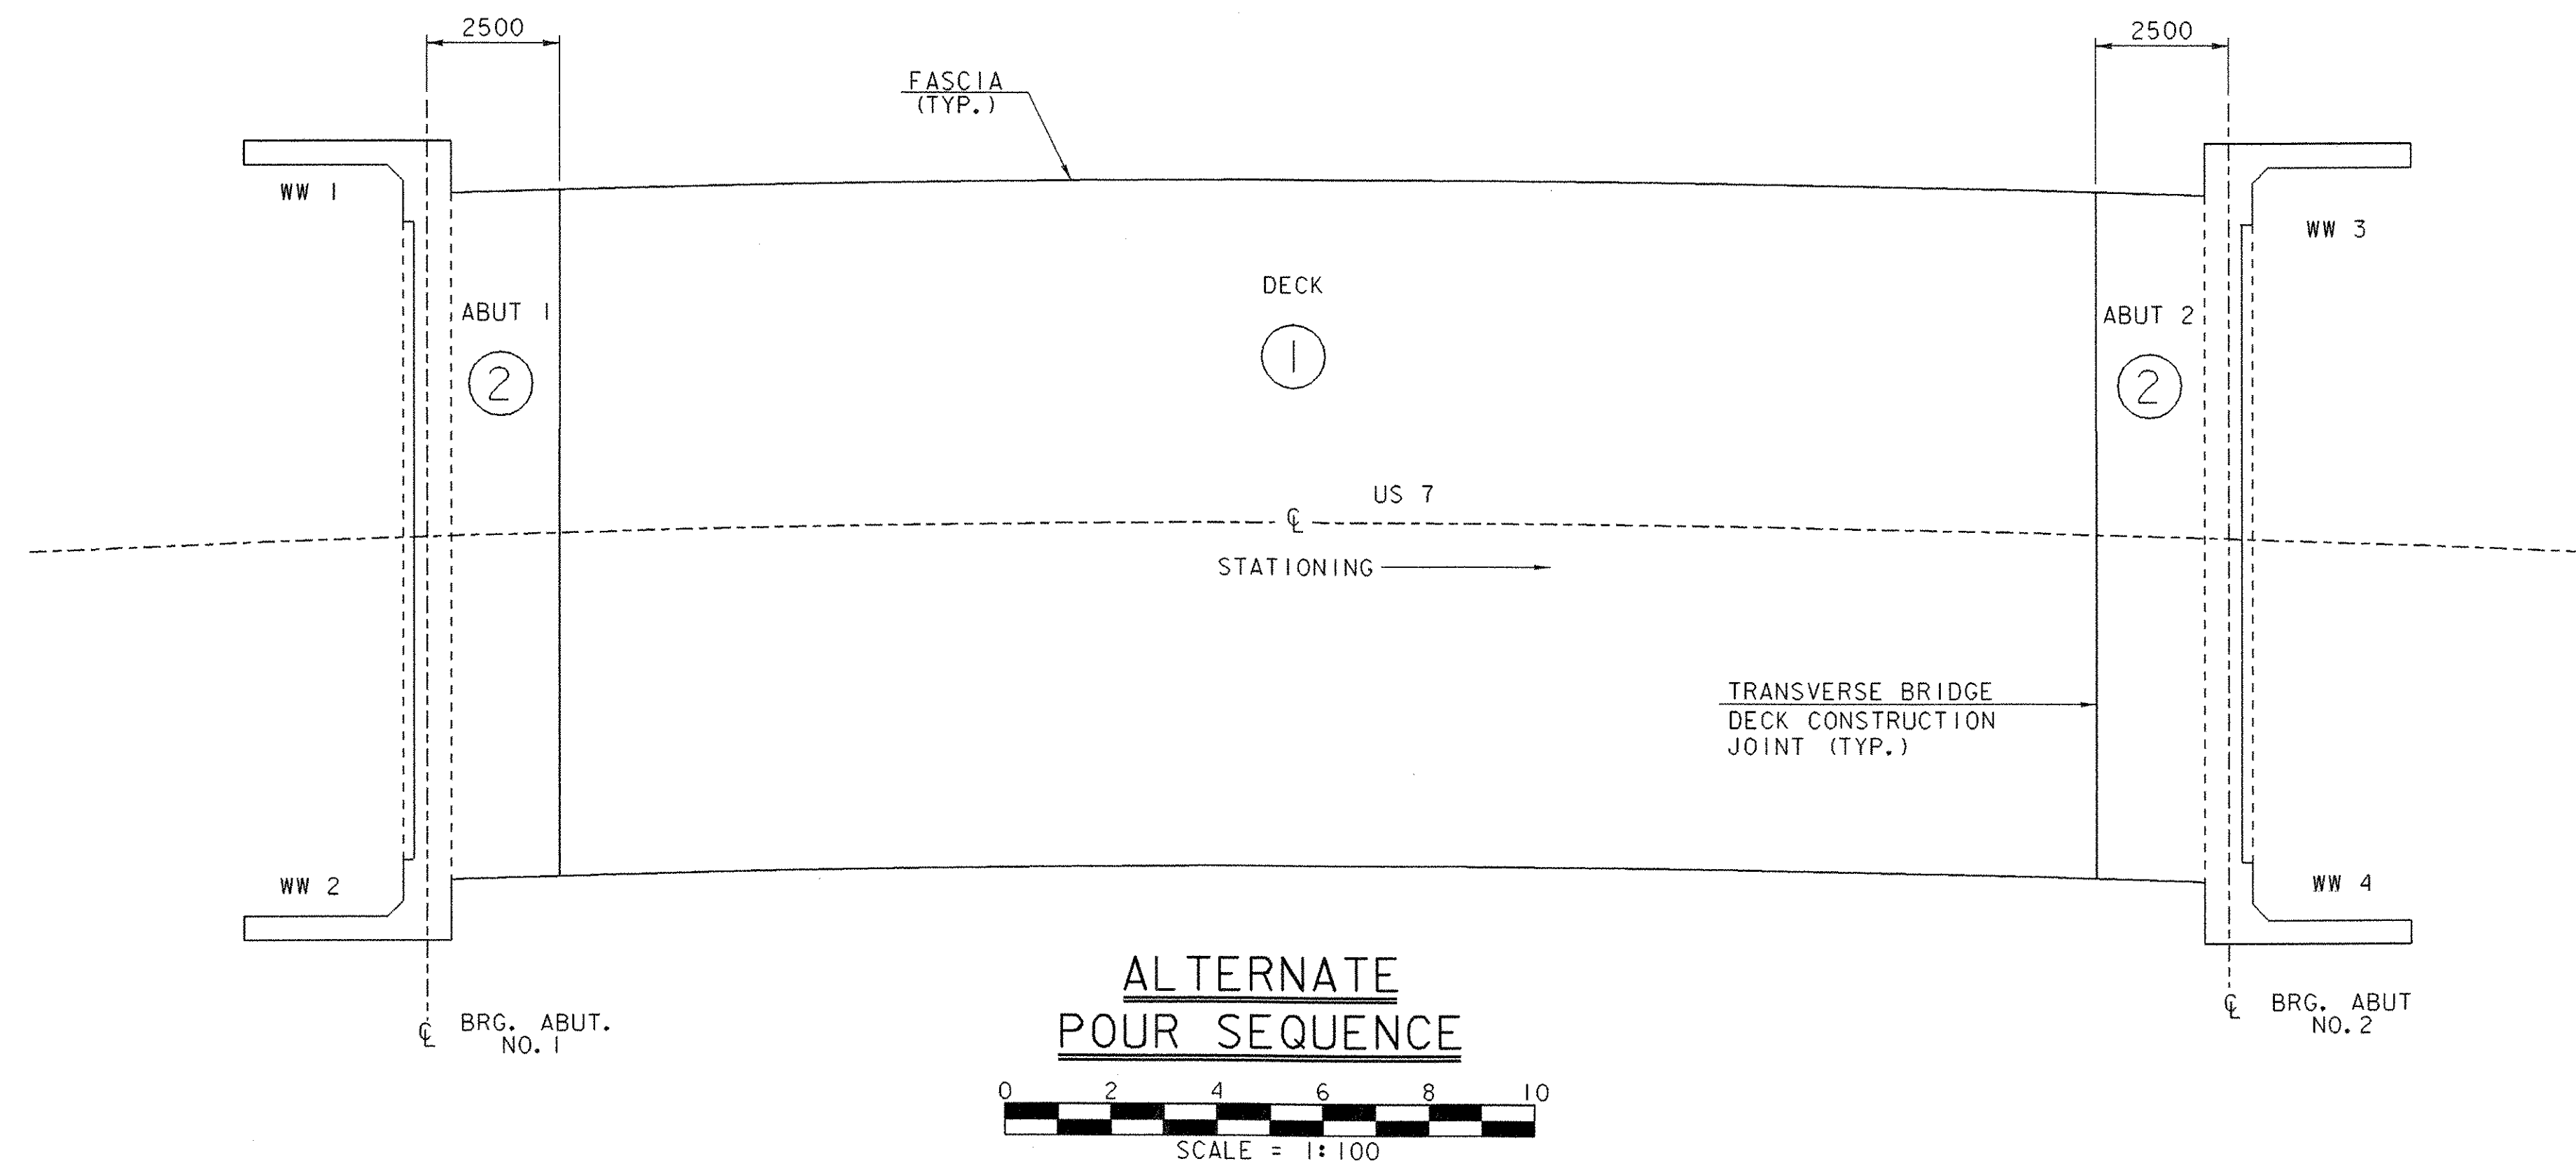 2500
2500
FASCIA
(TYP.)
WW 1
WW 3
DECK
ABUT 1
ABUT 2
1
2
2
US 7
℄
STATIONING
TRANSVERSE BRIDGE
DECK CONSTRUCTION
JOINT (TYP.)
WW 2
WW 4
ALTERNATE
POUR SEQUENCE
℄ BRG. ABUT.
NO. 1
℄ BRG. ABUT
NO. 2
0 2 4 6 8 10
SCALE = 1:100